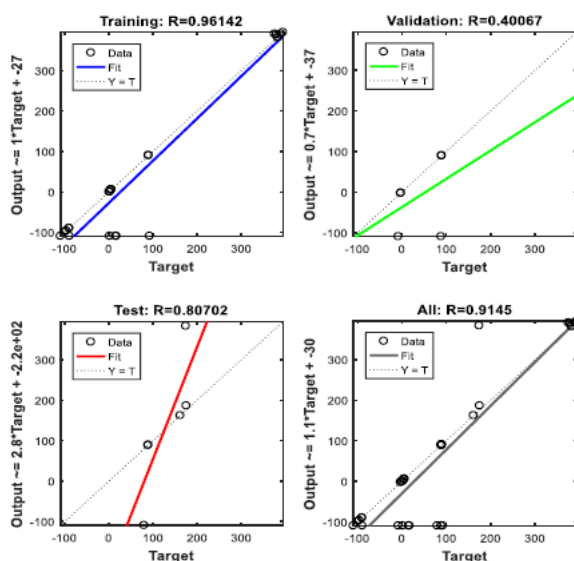 Training: R=0.96142
Output ~= 1*Target + -27
Data
Fit
Y = T
300
200
100
0
-100
-100 0 100 200 300
Target
Validation: R=0.40067
Output ~= 0.7*Target + -37
Data
Fit
Y = T
300
200
100
0
-100
-100 0 100 200 300
Target
Test: R=0.80702
Output ~= 2.8*Target + -2.2e+02
Data
Fit
Y = T
300
200
100
0
-100
-100 0 100 200 300
Target
All: R=0.9145
Output ~= 1.1*Target + -30
Data
Fit
Y = T
300
200
100
0
-100
-100 0 100 200 300
Target